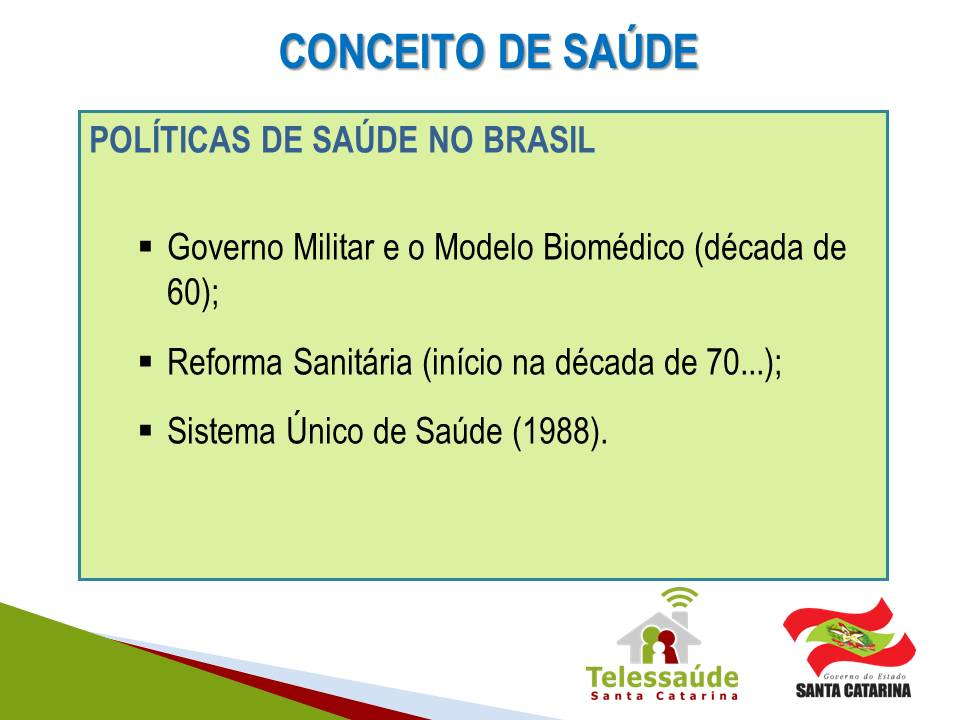 CONCEITO DE SAÚDE
POLÍTICAS DE SAÚDE NO BRASIL
▪ Governo Militar e o Modelo Biomédico (década de
60);
▪ Reforma Sanitária (início na década de 70...);
▪ Sistema Único de Saúde (1988).
Telessaúde
Santa Catarina
Governo do Estado
SANTA CATARINA